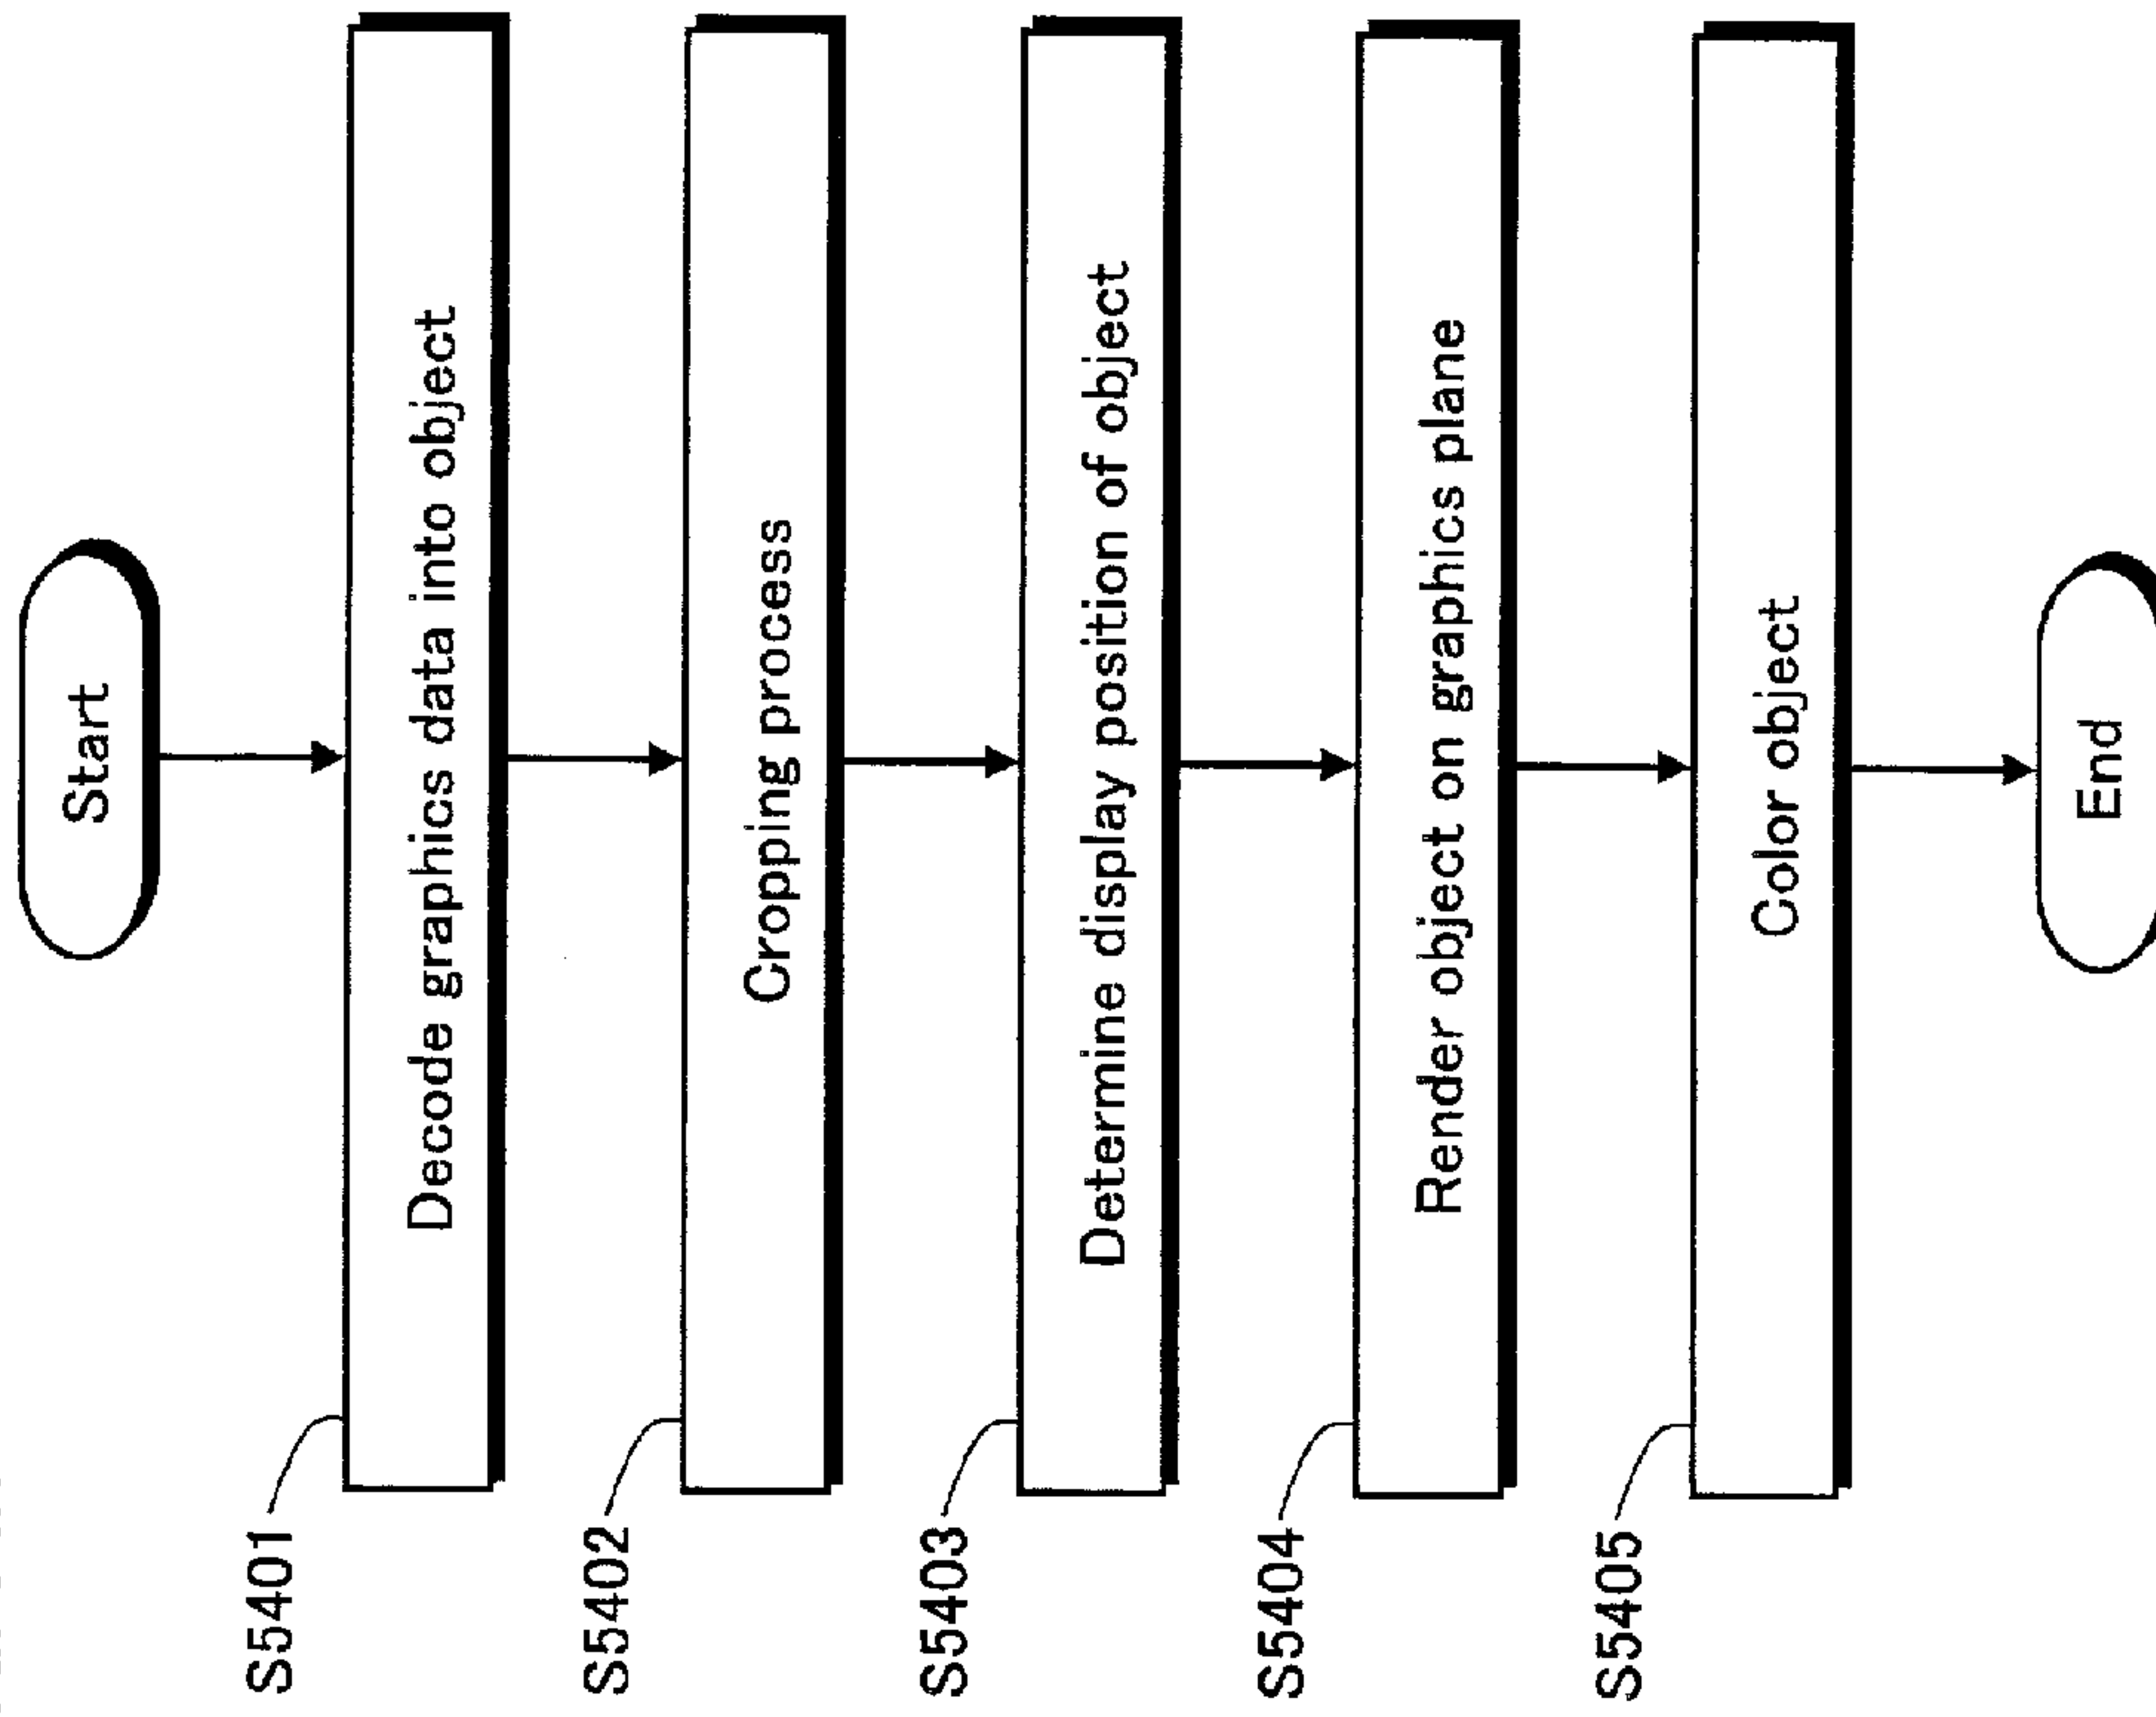 Start
S5401
Decode graphics data into object
S5402
Cropping process
S5403
Determine display position of object
S5404
Render object on graphics plane
S5405
Color object
End